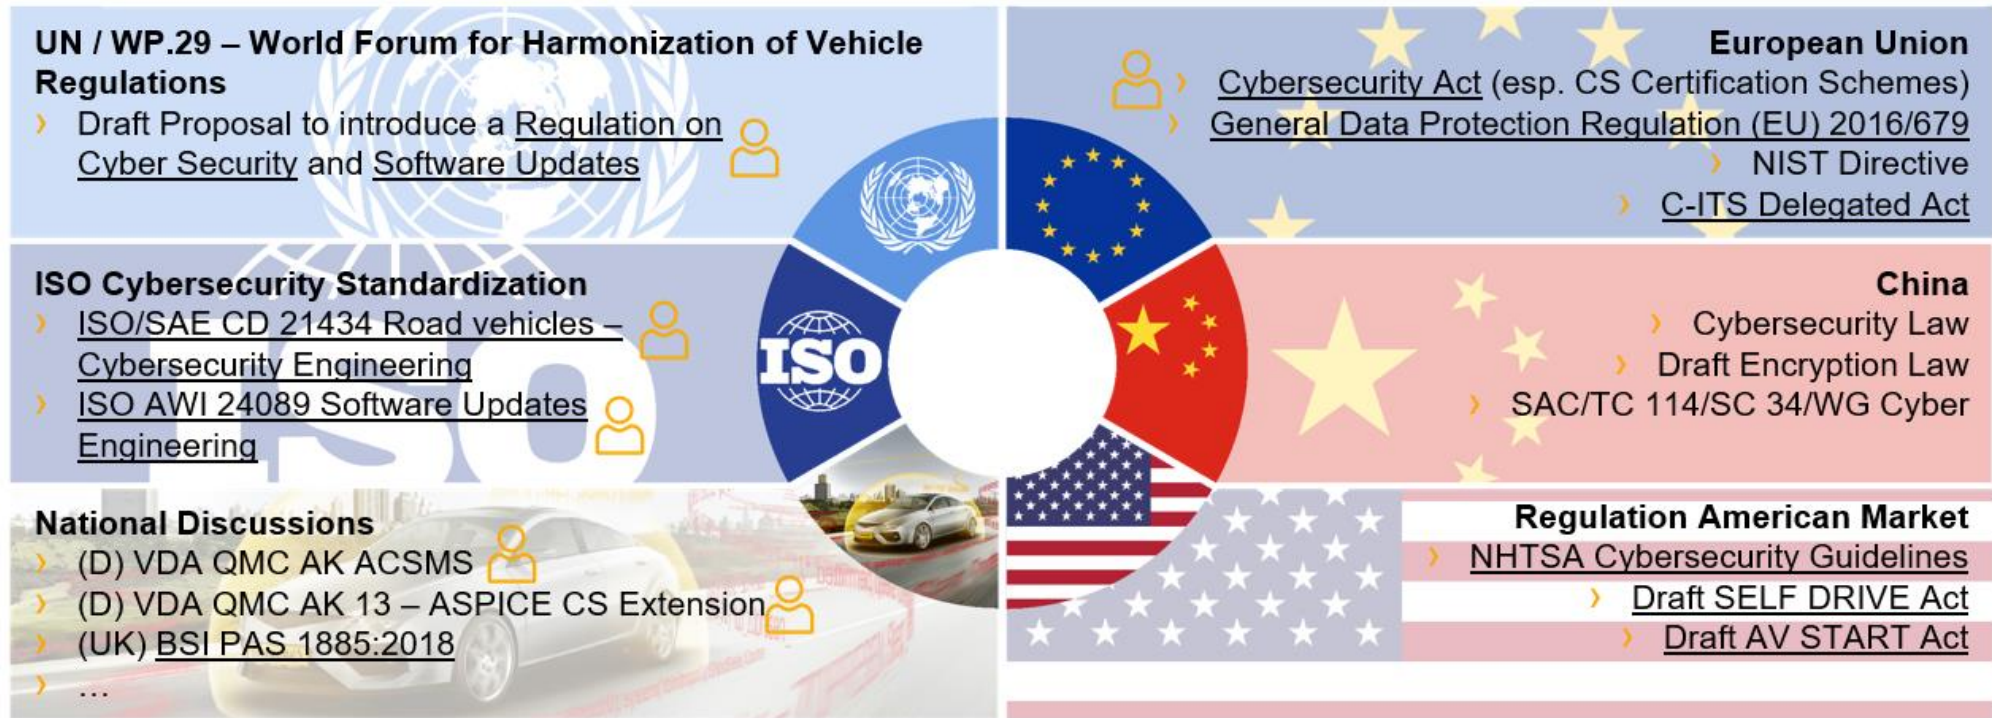 UN / WP.29 – World Forum for Harmonization of Vehicle
Regulations
› Draft Proposal to introduce a Regulation on
Cyber Security and Software Updates
ISO Cybersecurity Standardization
› ISO/SAE CD 21434 Road vehicles –
Cybersecurity Engineering
› ISO AWI 24089 Software Updates
Engineering
National Discussions
› (D) VDA QMC AK ACSMS
› (D) VDA QMC AK 13 – ASPICE CS Extension
› (UK) BSI PAS 1885:2018
› ...
ISO
ISO
European Union
› Cybersecurity Act (esp. CS Certification Schemes)
› General Data Protection Regulation (EU) 2016/679
› NIST Directive
› C-ITS Delegated Act
China
› Cybersecurity Law
› Draft Encryption Law
› SAC/TC 114/SC 34/WG Cyber
Regulation American Market
› NHTSA Cybersecurity Guidelines
› Draft SELF DRIVE Act
› Draft AV START Act